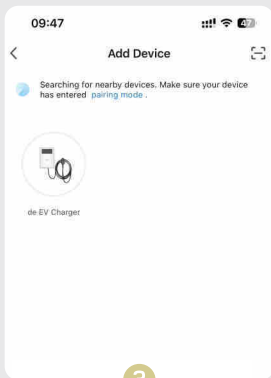 09:47
47
Add Device
Searching for nearby devices. Make sure your device
has entered pairing mode .
de EV Charger